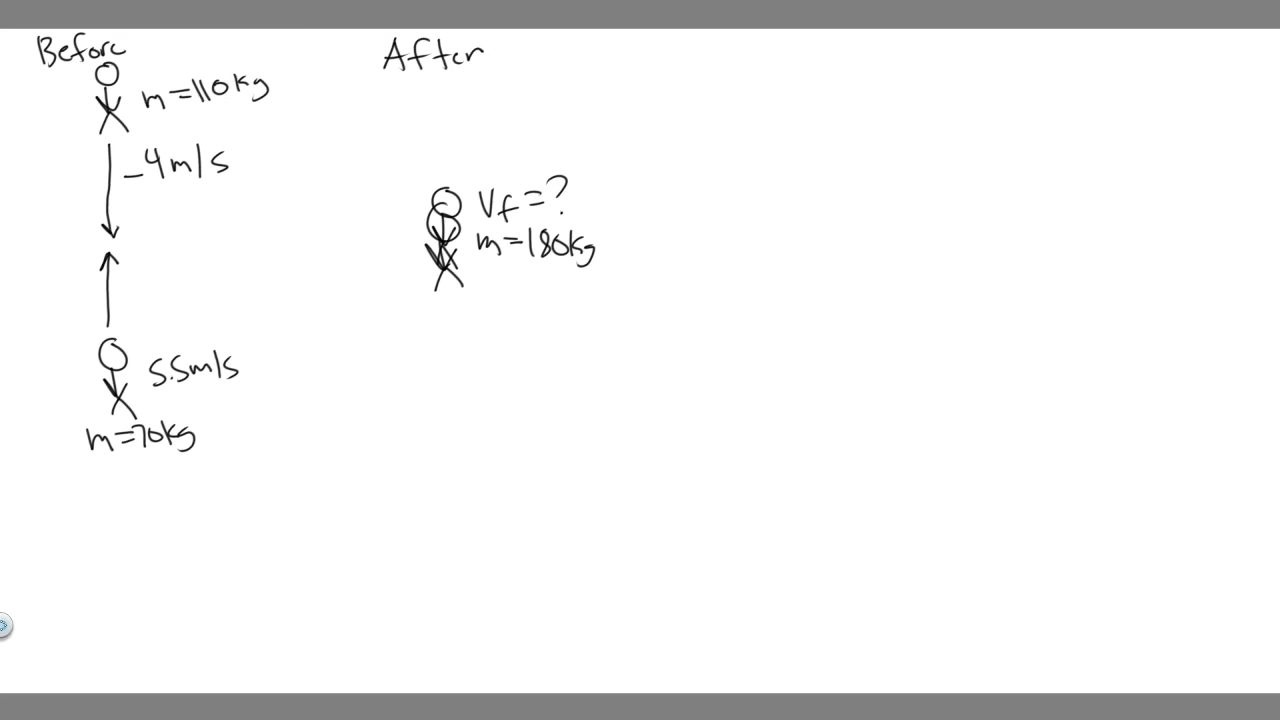 Before
m=110kg
-4m/s
5.5m/s
m=70kg
After
Vf=?
m=180kg